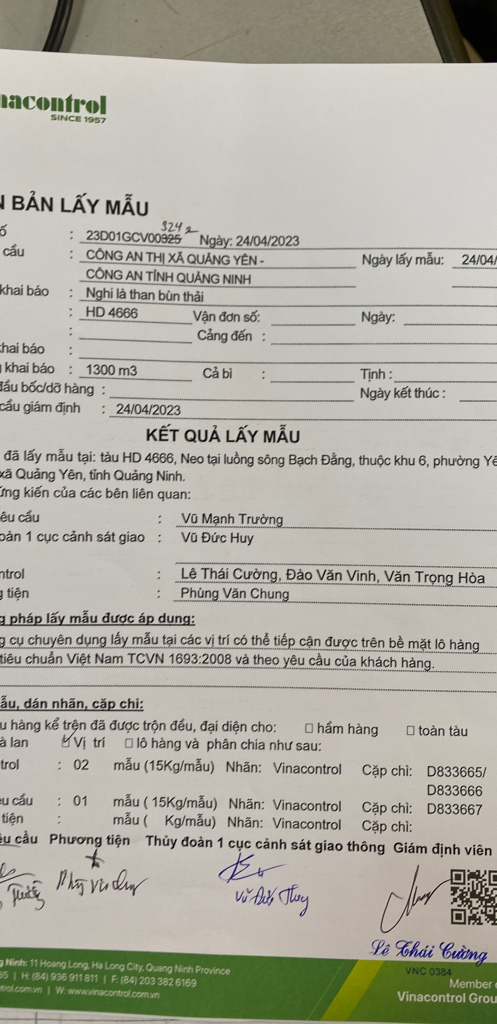 nacontrol
SINCE 1957
N BẢN LẤY MẪU
ố : 23D01GCV00325 3242 Ngày: 24/04/2023
cầu : CÔNG AN THỊ XÃ QUẢNG YÊN - Ngày lấy mẫu: 24/04/
CÔNG AN TỈNH QUẢNG NINH
khai báo : Nghi là than bùn thải
: HD 4666 Vận đơn số: Ngày:
: Cảng đến :
khai báo :
g khai báo : 1300 m3 Cả bì : Tịnh :
đầu bốc/dỡ hàng : Ngày kết thúc :
cầu giám định : 24/04/2023
KẾT QUẢ LẤY MẪU
đã lấy mẫu tại: tàu HD 4666, Neo tại luồng sông Bạch Đằng, thuộc khu 6, phường Yê
xã Quảng Yên, tỉnh Quảng Ninh.
ứng kiến của các bên liên quan:
êu cầu : Vũ Mạnh Trường
oàn 1 cục cảnh sát giao : Vũ Đức Huy
ntrol : Lê Thái Cường, Đào Văn Vinh, Văn Trọng Hòa
g tiện : Phùng Văn Chung
g pháp lấy mẫu được áp dụng:
g cụ chuyên dụng lấy mẫu tại các vị trí có thể tiếp cận được trên bề mặt lô hàng
tiêu chuẩn Việt Nam TCVN 1693:2008 và theo yêu cầu của khách hàng.
ẫu, dán nhãn, cặp chì:
u hàng kể trên đã được trộn đều, đại diện cho: □ hầm hàng □ toàn tàu
à lan ☑ Vị trí □ lô hàng và phân chia như sau:
trol : 02 mẫu (15Kg/mẫu) Nhãn: Vinacontrol Cặp chì: D833665/
D833666
êu cầu : 01 mẫu ( 15Kg/mẫu) Nhãn: Vinacontrol Cặp chì: D833667
tiện : mẫu ( Kg/mẫu) Nhãn: Vinacontrol Cặp chì:
êu cầu Phương tiện Thủy đoàn 1 cục cảnh sát giao thông Giám định viên
Vũ Đức Huy
Lê Thái Cường
VNC 0384
g Ninh: 11 Hoang Long, Ha Long City, Quang Ninh Province
65 | H: (84) 936 911 811 | F: (84) 203 382 6169
trol.com.vn | W: www.vinacontrol.com.vn
Member o
Vinacontrol Grou